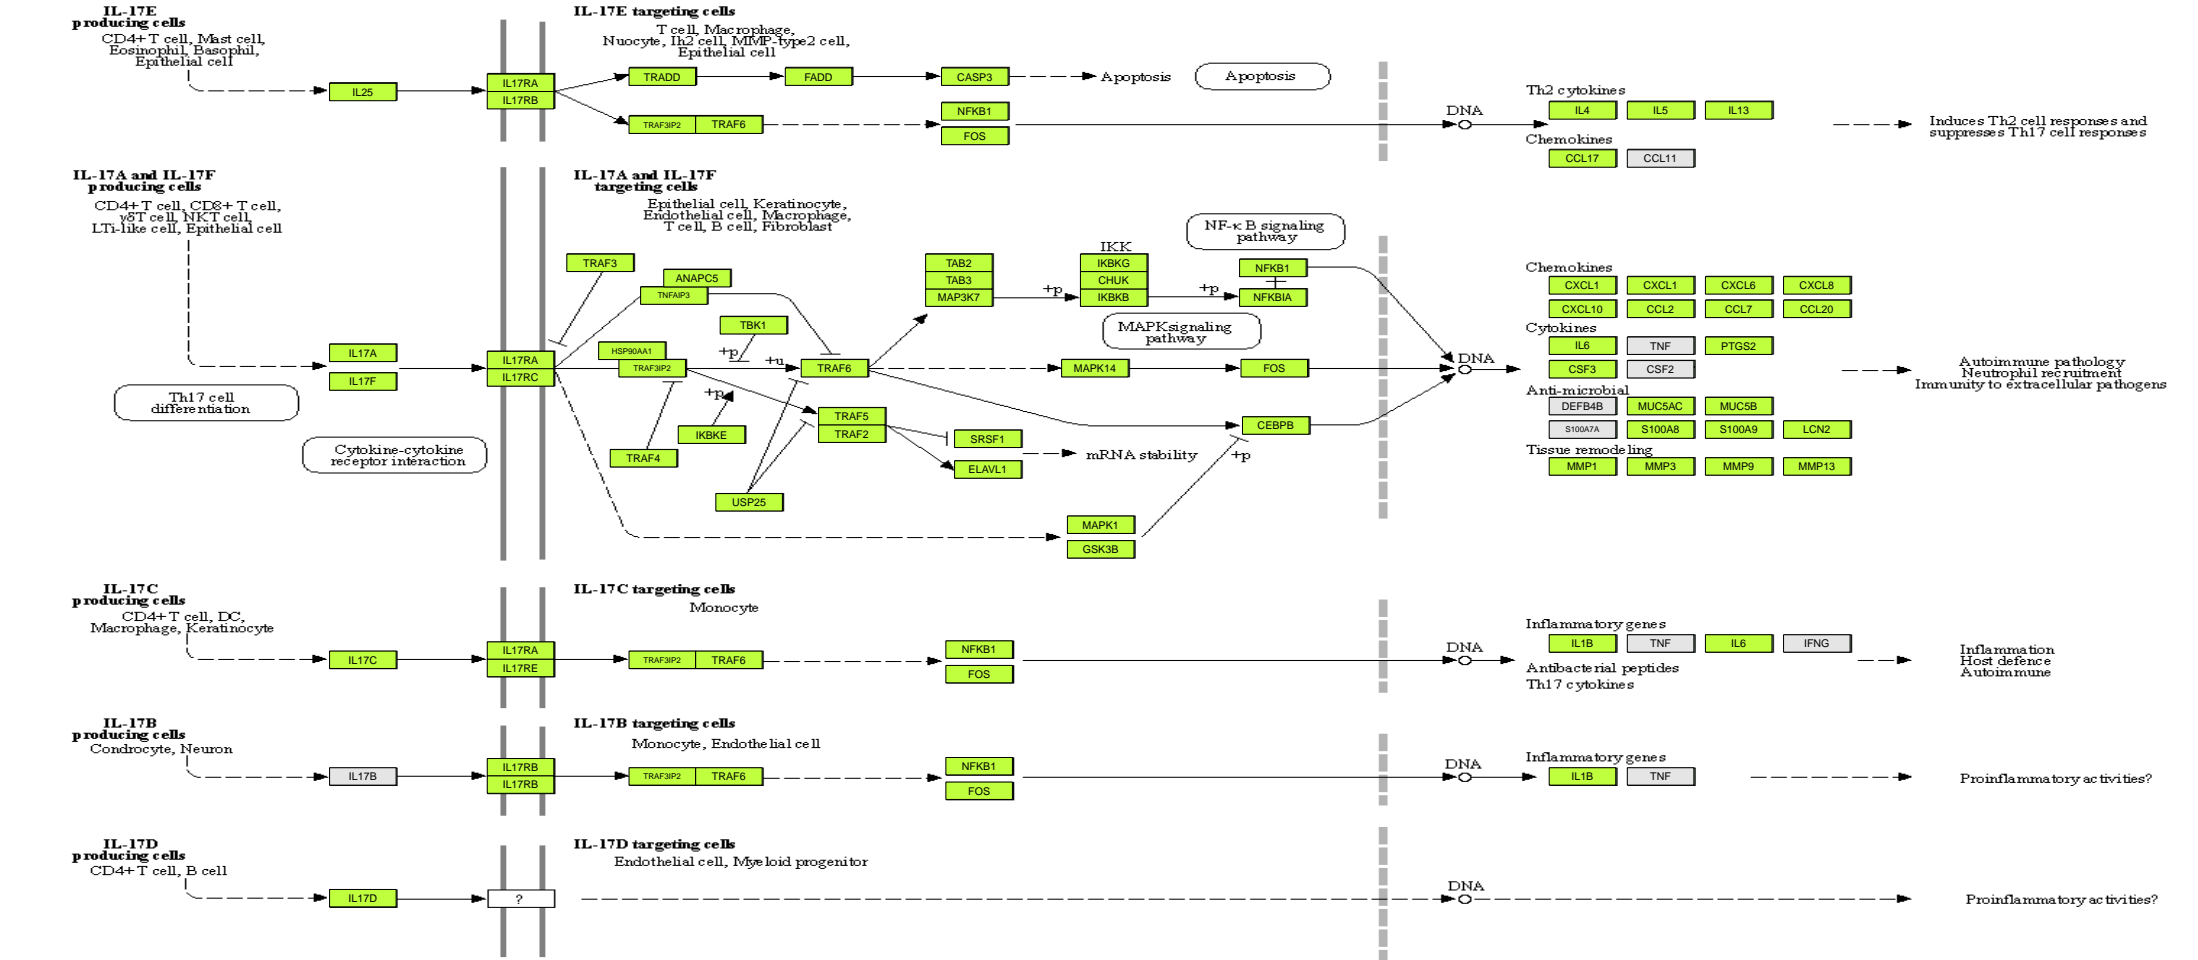 IL-17E
producing cells
CD4+ T cell, Mast cell,
Eosinophil, Basophil,
Epithelial cell
IL25
IL17RA
IL17RB
IL-17E targeting cells
T cell, Macrophage,
Nuocyte, Ih2 cell, MMP-type2 cell,
Epithelial cell
TRADD
FADD
CASP3
Apoptosis
Apoptosis
TRAF3IP2
TRAF6
NFKB1
FOS
DNA
Th2 cytokines
IL4
IL5
IL13
Chemokines
CCL17
CCL11
Induces Th2 cell responses and
suppresses Th17 cell responses
IL-17A and IL-17F
producing cells
CD4+ T cell, CD8+ T cell,
γδT cell, NKT cell,
LTi-like cell, Epithelial cell
IL17A
IL17F
Th17 cell
differentiation
Cytokine-cytokine
receptor interaction
IL17RA
IL17RC
IL-17A and IL-17F
targeting cells
Epithelial cell, Keratinocyte,
Endothelial cell, Macrophage,
T cell, B cell, Fibroblast
TRAF3
ANAPC5
TNFAIP3
TBK1
HSP90AA1
TRAF3IP2
+p
+u
TRAF6
+p
IKBKE
TRAF4
USP25
TRAF5
TRAF2
SRSF1
ELAVL1
mRNA stability
TAB2
TAB3
MAP3K7
+p
IKK
IKBKG
CHUK
IKBKB
+p
NF-κB signaling
pathway
NFKB1
NFKBIA
MAPK signaling
pathway
MAPK14
FOS
CEBPB
+p
MAPK1
GSK3B
DNA
Chemokines
CXCL1
CXCL1
CXCL6
CXCL8
CXCL10
CCL2
CCL7
CCL20
Cytokines
IL6
TNF
PTGS2
CSF3
CSF2
Anti-microbial
DEFB4B
MUC5AC
MUC5B
S100A7A
S100A8
S100A9
LCN2
Tissue remodeling
MMP1
MMP3
MMP9
MMP13
Autoimmune pathology
Neutrophil recruitment
Immunity to extracellular pathogens
IL-17C
producing cells
CD4+ T cell, DC,
Macrophage, Keratinocyte
IL17C
IL17RA
IL17RE
IL-17C targeting cells
Monocyte
TRAF3IP2
TRAF6
NFKB1
FOS
DNA
Inflammatory genes
IL1B
TNF
IL6
IFNG
Antibacterial peptides
Th17 cytokines
Inflammation
Host defence
Autoimmune
IL-17B
producing cells
Condrocyte, Neuron
IL17B
IL17RB
IL17RB
IL-17B targeting cells
Monocyte, Endothelial cell
TRAF3IP2
TRAF6
NFKB1
FOS
DNA
Inflammatory genes
IL1B
TNF
Proinflammatory activities?
IL-17D
producing cells
CD4+ T cell, B cell
IL17D
?
IL-17D targeting cells
Endothelial cell, Myeloid progenitor
DNA
Proinflammatory activities?